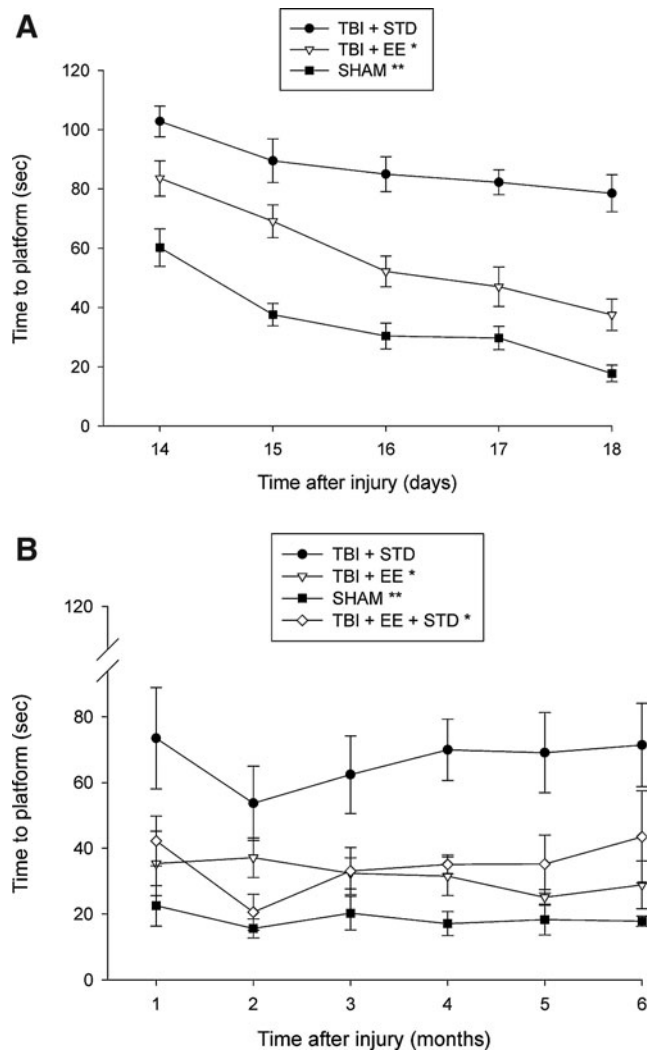 A
TBI + STD
TBI + EE *
SHAM **
120
100
80
60
40
20
0
Time to platform (sec)
14 15 16 17 18
Time after injury (days)
B
TBI + STD
TBI + EE *
SHAM **
TBI + EE + STD *
120
80
60
40
20
0
Time to platform (sec)
1 2 3 4 5 6
Time after injury (months)